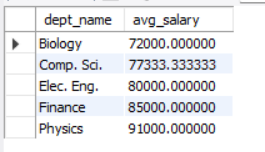 dept_name avg_salary
Biology 72000.000000
Comp. Sci. 77333.333333
Elec. Eng. 80000.000000
Finance 85000.000000
Physics 91000.000000